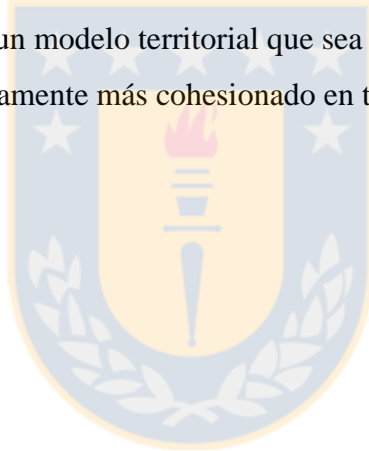 un modelo territorial que sea
amente más cohesionado en t